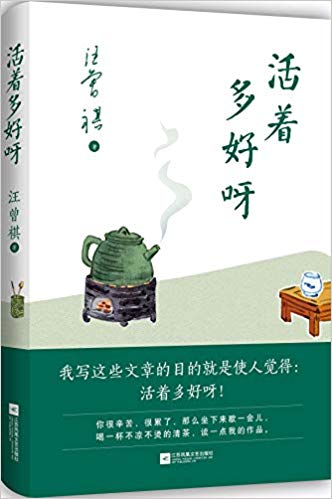 活着多好呀
汪曾祺 著
活着
多好呀
汪曾祺 著
我写这些文章的目的就是使人觉得：
活着多好呀！
你很辛苦，很累了，那么坐下来歇一会儿，
喝一杯不凉不烫的清茶，读一点我的作品。
江苏凤凰文艺出版社